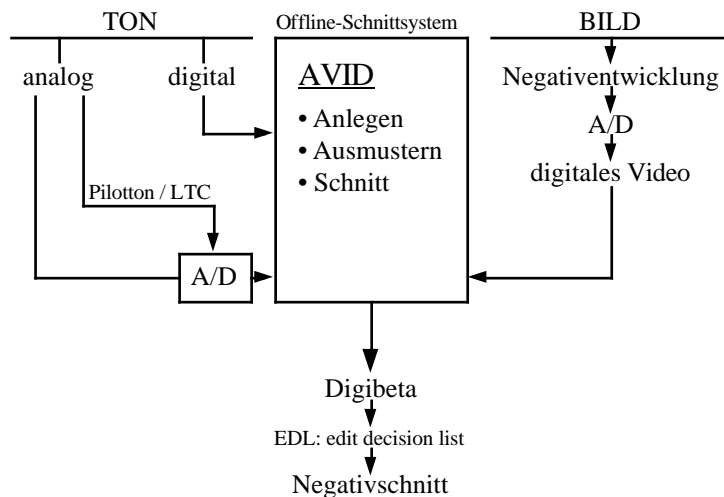 TON
analog
digital
Pilotton / LTC
A/D
Offline-Schnittsystem
AVID
• Anlegen
• Ausmustern
• Schnitt
BILD
Negativentwicklung
A/D
digitales Video
Digibeta
EDL: edit decision list
Negativschnitt